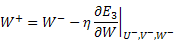 W⁺ = W⁻ − η ∂E₃/∂W |U⁻,V⁻,W⁻